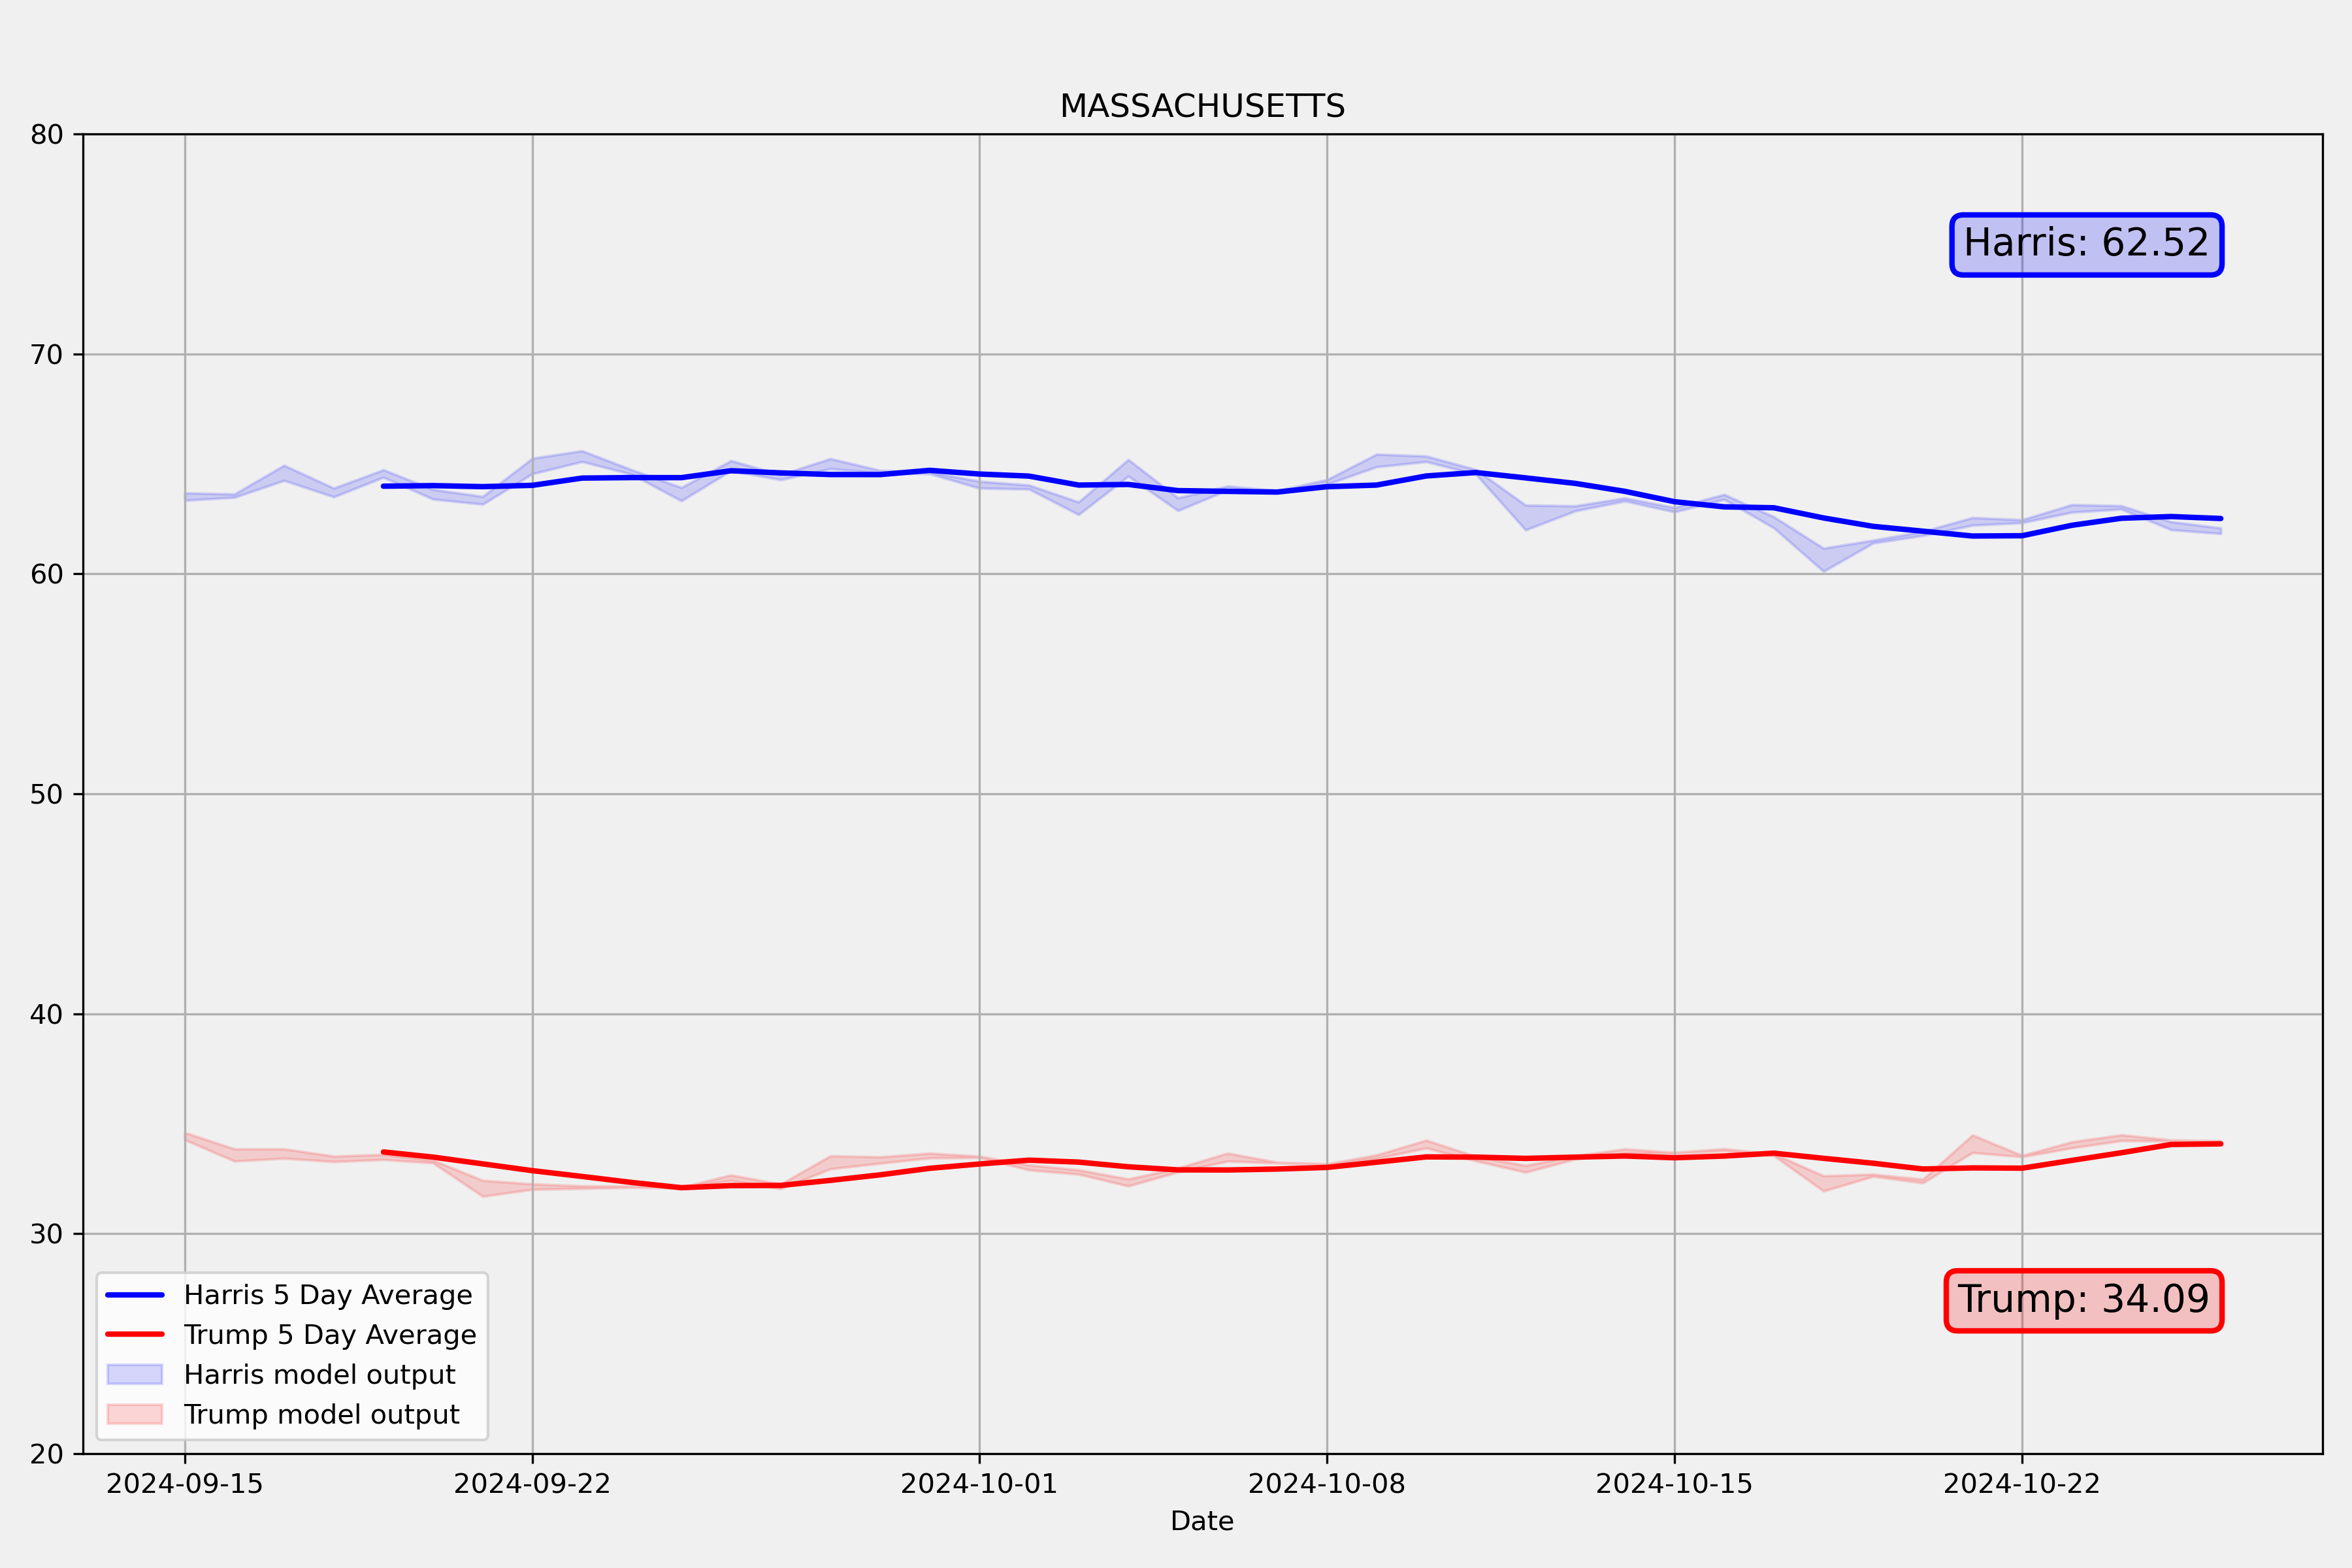 MASSACHUSETTS
80
70
60
50
40
30
20
Harris: 62.52
Trump: 34.09
Harris 5 Day Average
Trump 5 Day Average
Harris model output
Trump model output
2024-09-15
2024-09-22
2024-10-01
2024-10-08
2024-10-15
2024-10-22
Date